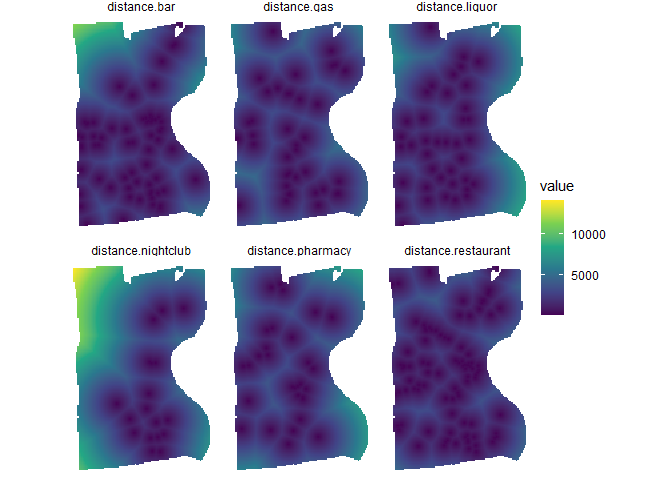 distance.bar
distance.gas
distance.liquor
value
10000
5000
distance.nightclub
distance.pharmacy
distance.restaurant